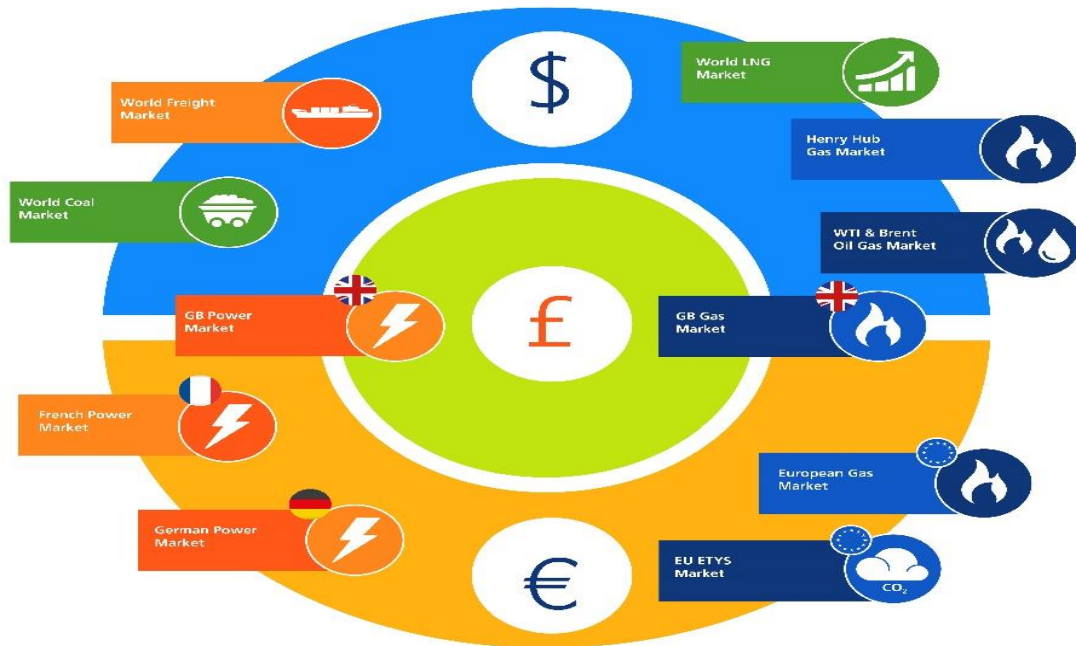 $
World LNG
Market
World Freight
Market
Henry Hub
Gas Market
World Coal
Market
WTI & Brent
Oil Gas Market
GB Power
Market
£
GB Gas
Market
French Power
Market
European Gas
Market
German Power
Market
€
EU ETYS
Market
CO₂